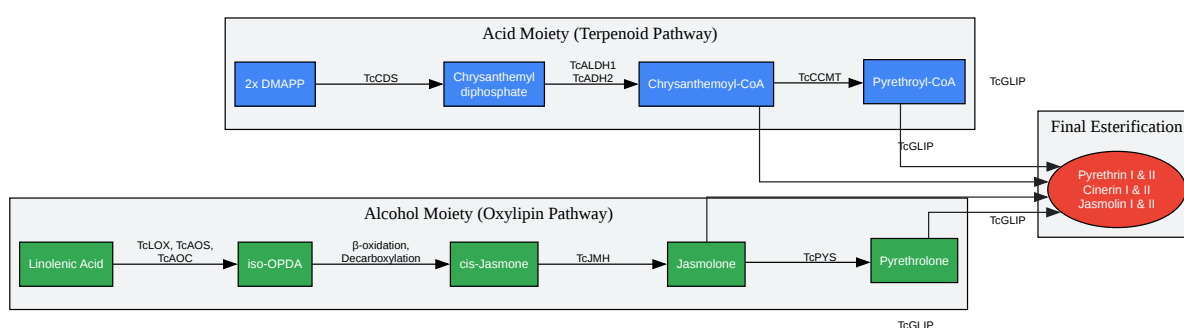 Acid Moiety (Terpenoid Pathway)
2x DMAPP
TcCDS
Chrysanthemyl
diphosphate
TcALDH1
TcADH2
Chrysanthemoyl-CoA
TcCCMT
Pyrethroyl-CoA
TcGLIP
TcGLIP
Final Esterification
Pyrethrin I & II
Cinerin I & II
Jasmolin I & II
Alcohol Moiety (Oxylipin Pathway)
Linolenic Acid
TcLOX, TcAOS,
TcAOC
iso-OPDA
β-oxidation,
Decarboxylation
cis-Jasmone
TcJMH
Jasmolone
TcPYS
Pyrethrolone
TcGLIP
TcGLIP